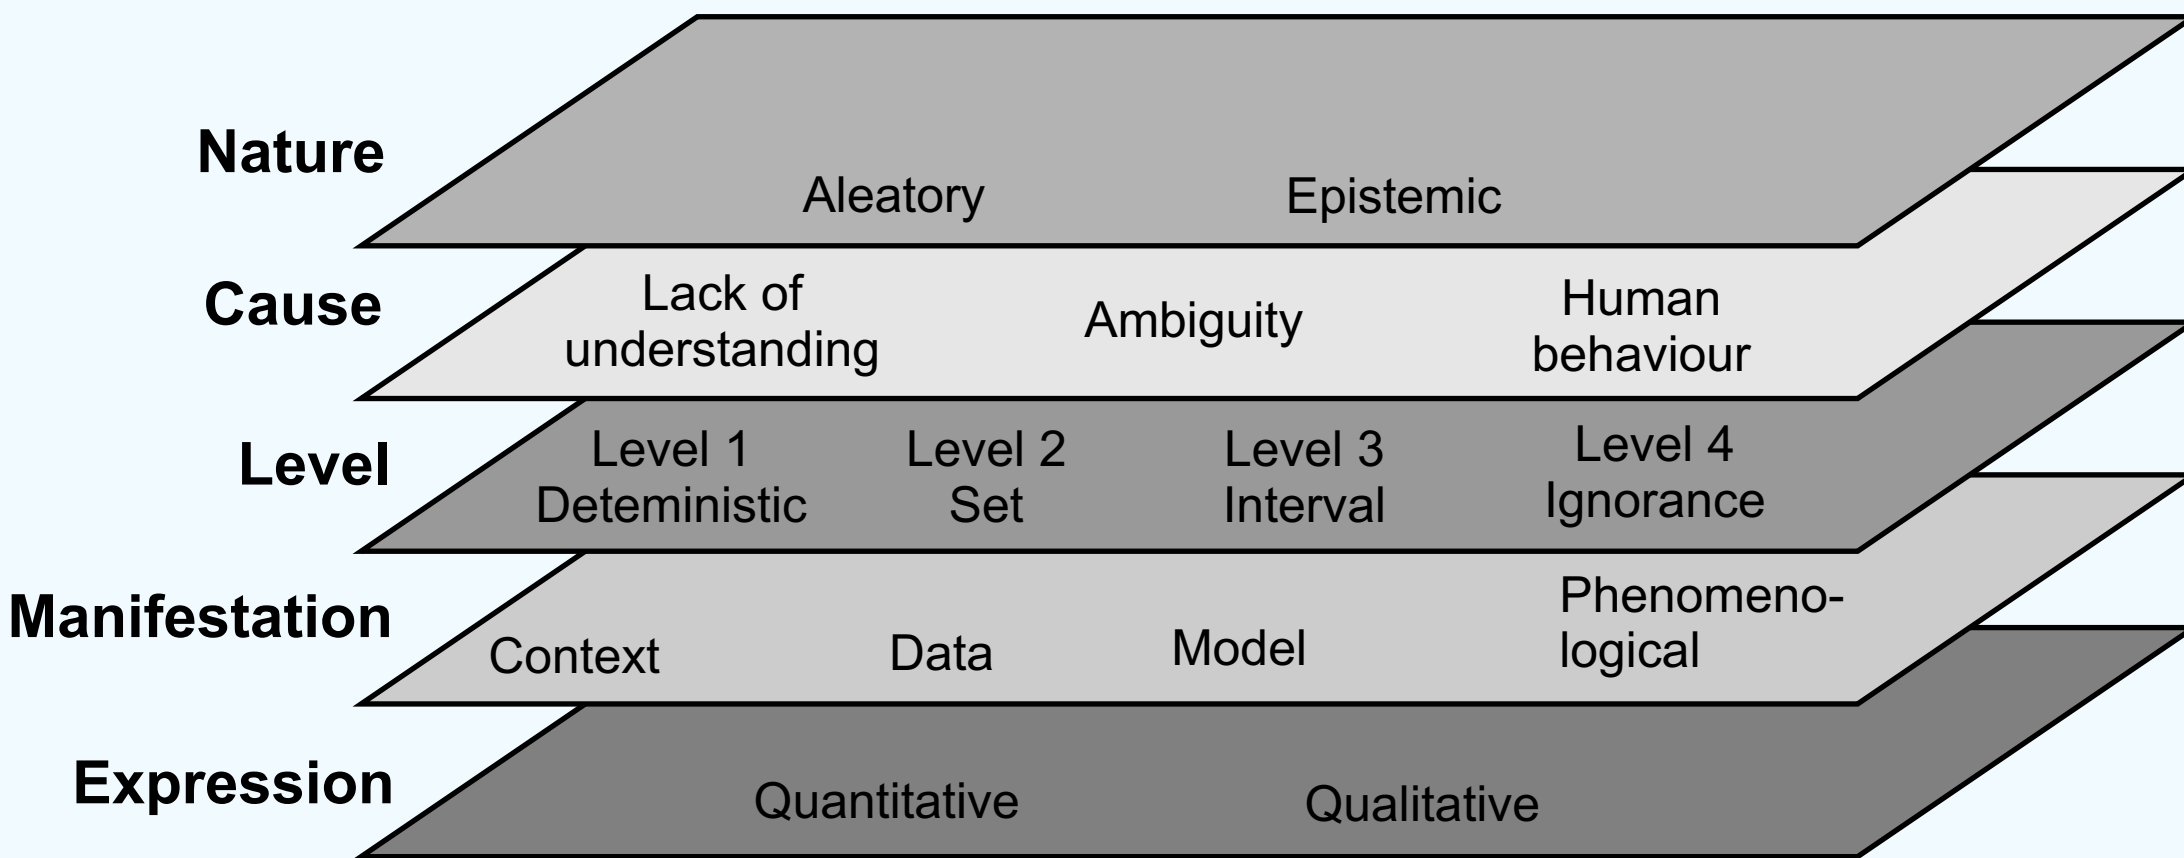 Nature
Aleatory Epistemic
Cause
Lack of
understanding
Ambiguity
Human
behaviour
Level
Level 1
Deteministic
Level 2
Set
Level 3
Interval
Level 4
Ignorance
Manifestation
Context
Data
Model
Phenomeno-
logical
Expression
Quantitative Qualitative